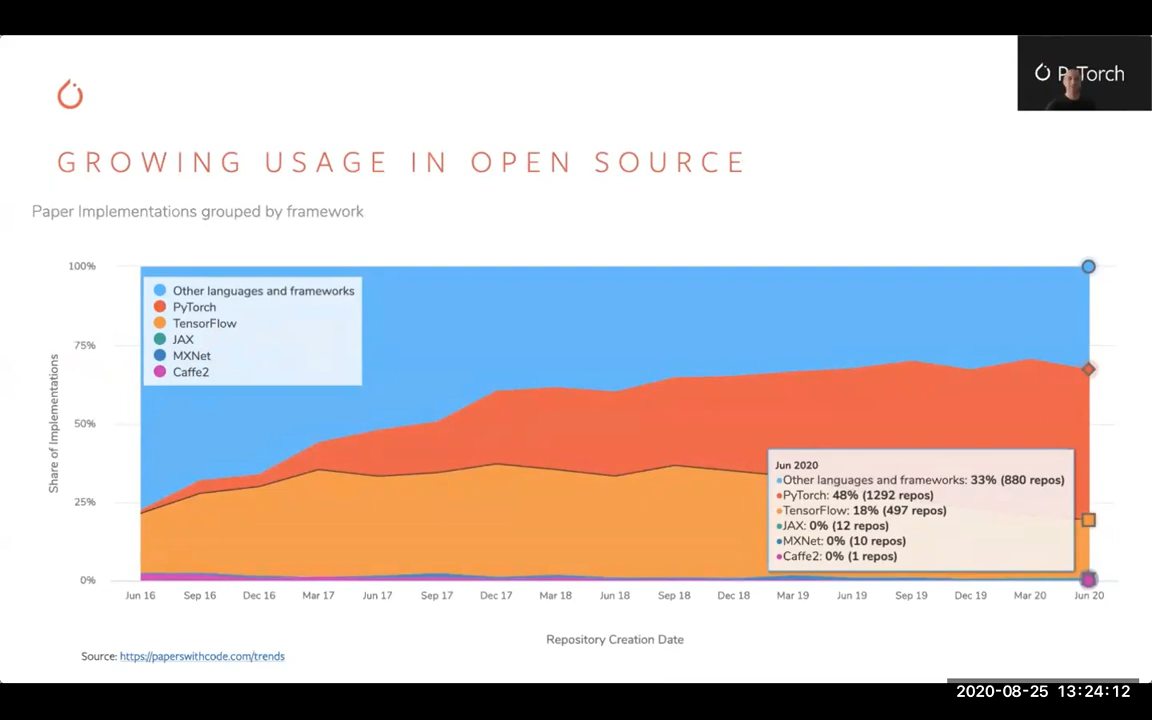 GROWING USAGE IN OPEN SOURCE
Paper Implementations grouped by framework
100%
75%
50%
25%
0%
Share of Implementations
Other languages and frameworks
PyTorch
TensorFlow
JAX
MXNet
Caffe2
Jun 2020
Other languages and frameworks: 33% (880 repos)
PyTorch: 48% (1292 repos)
TensorFlow: 18% (497 repos)
JAX: 0% (12 repos)
MXNet: 0% (10 repos)
Caffe2: 0% (1 repos)
Jun 16 Sep 16 Dec 16 Mar 17 Jun 17 Sep 17 Dec 17 Mar 18 Jun 18 Sep 18 Dec 18 Mar 19 Jun 19 Sep 19 Dec 19 Mar 20 Jun 20
Repository Creation Date
Source: https://paperswithcode.com/trends
2020-08-25 13:24:12